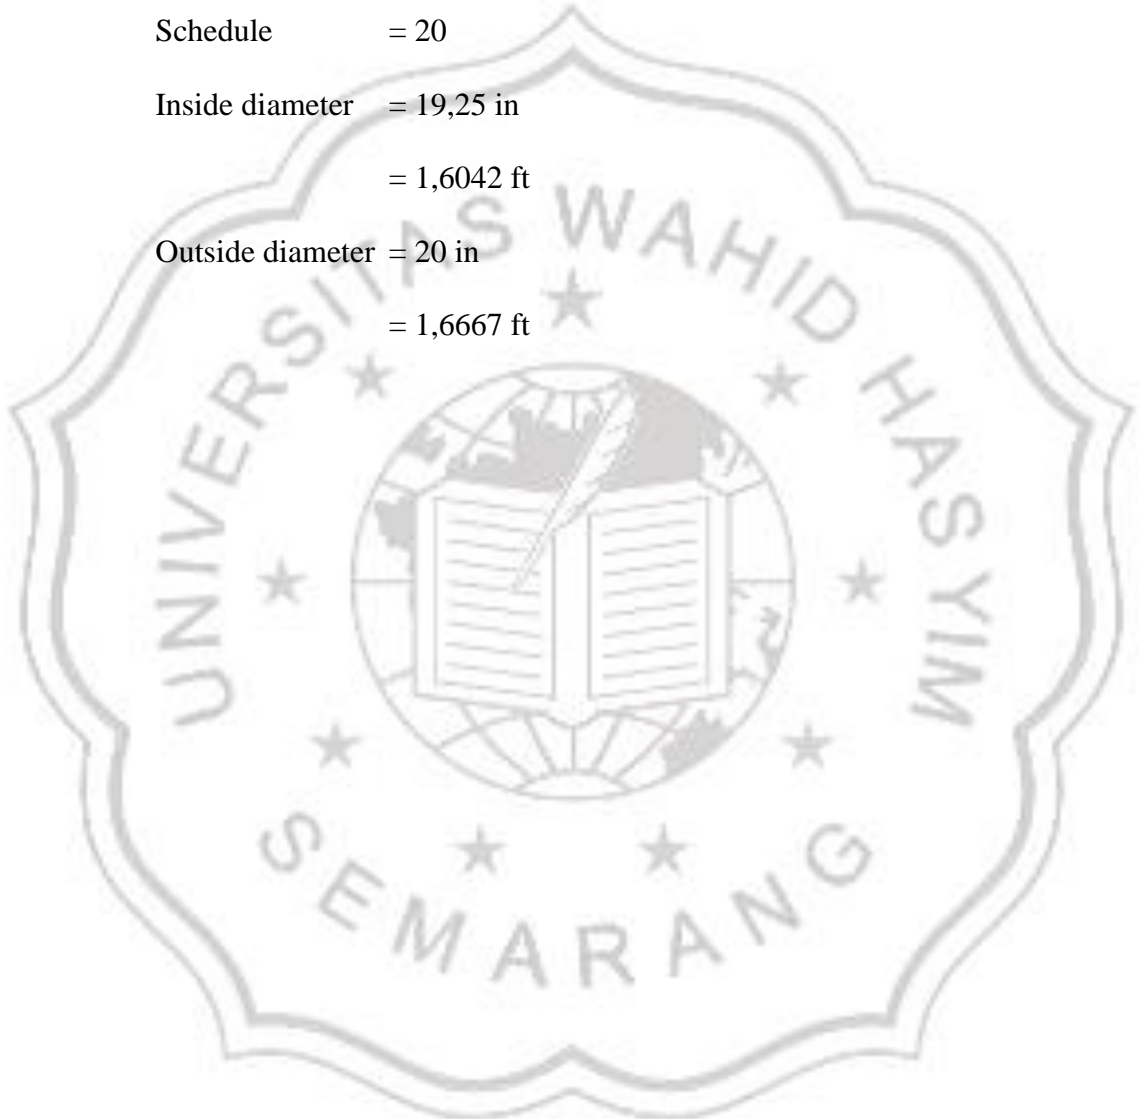 Schedule = 20
Inside diameter = 19,25 in
= 1,6042 ft
Outside diameter = 20 in
= 1,6667 ft
UNIVERSITAS WAHID HASYIM
SEMARANG